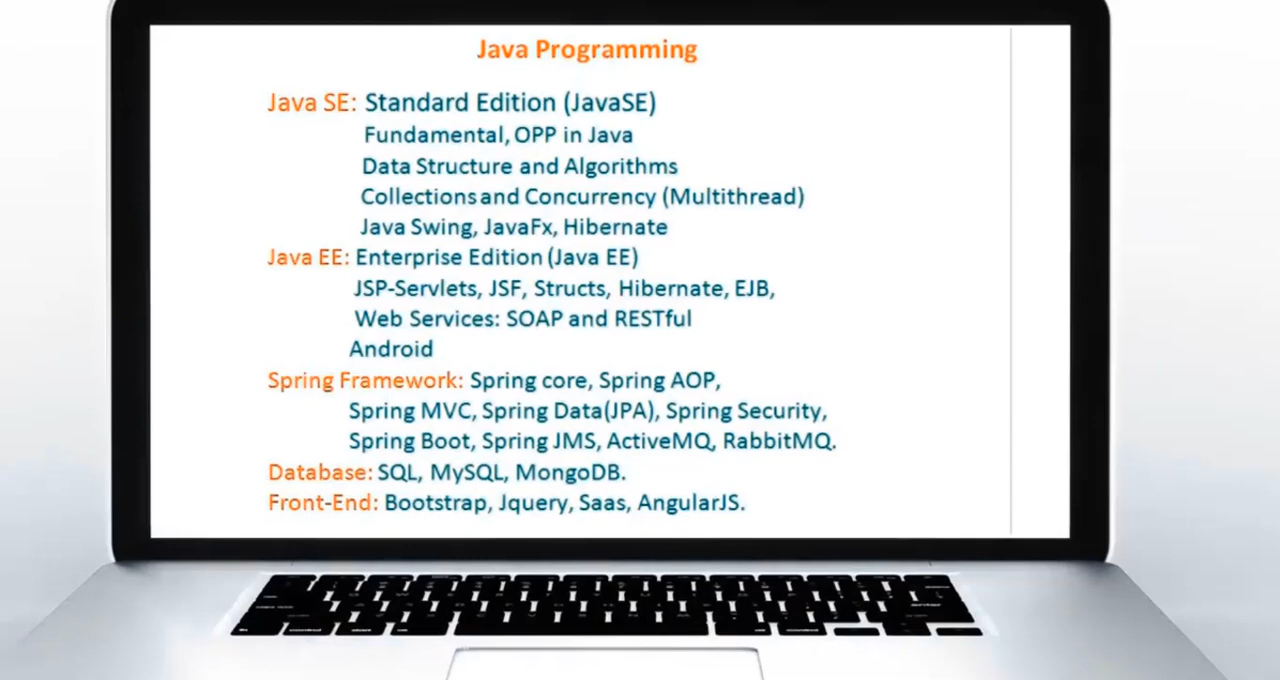 Java Programming
Java SE: Standard Edition (JavaSE)
Fundamental, OPP in Java
Data Structure and Algorithms
Collections and Concurrency (Multithread)
Java Swing, JavaFx, Hibernate
Java EE: Enterprise Edition (Java EE)
JSP-Servlets, JSF, Structs, Hibernate, EJB,
Web Services: SOAP and RESTful
Android
Spring Framework: Spring core, Spring AOP,
Spring MVC, Spring Data(JPA), Spring Security,
Spring Boot, Spring JMS, ActiveMQ, RabbitMQ.
Database: SQL, MySQL, MongoDB.
Front-End: Bootstrap, Jquery, Saas, AngularJS.
enter